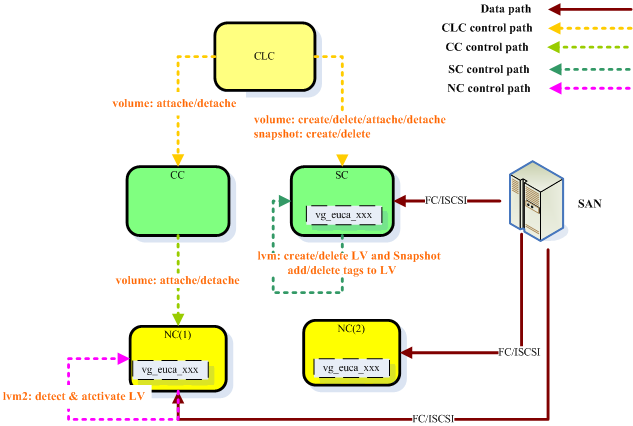 Data path
CLC control path
CC control path
SC control path
NC control path
CLC
volume: attache/detache
volume: create/delete/attache/detache
snapshot: create/delete
CC
SC
vg_euca_xxx
FC/ISCSI
SAN
lvm: create/delefe LV and Snapshot
add/delete tags to LV
volume: attache/detache
NC(1)
vg_euca_xxx
NC(2)
vg_euca_xxx
FC/ISCSI
lvm2: detect & atctivate LV
FC/ISCSI